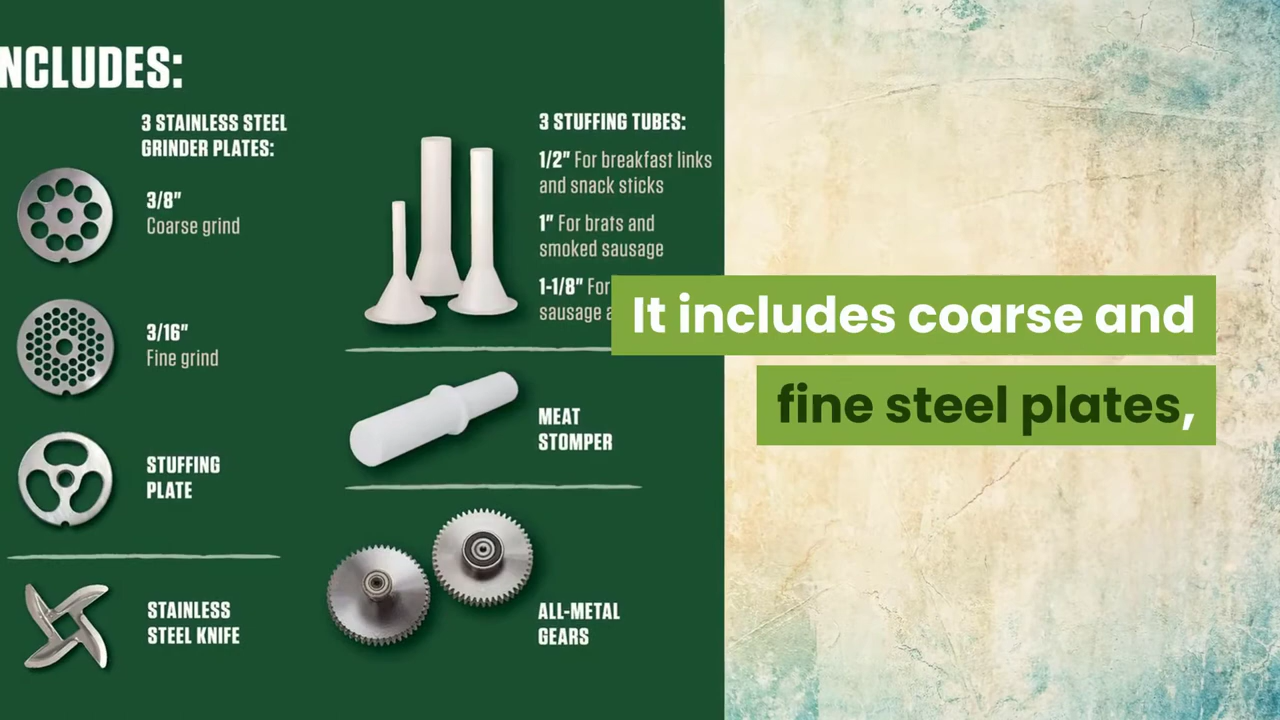 NCLUDES:
3 STAINLESS STEEL
GRINDER PLATES:
3/8"
Coarse grind
3/16"
Fine grind
STUFFING
PLATE
STAINLESS
STEEL KNIFE
3 STUFFING TUBES:
1/2" For breakfast links
and snack sticks
1" For brats and
smoked sausage
1-1/8" For
sausage
MEAT
STOMPER
ALL-METAL
GEARS
It includes coarse and
fine steel plates,